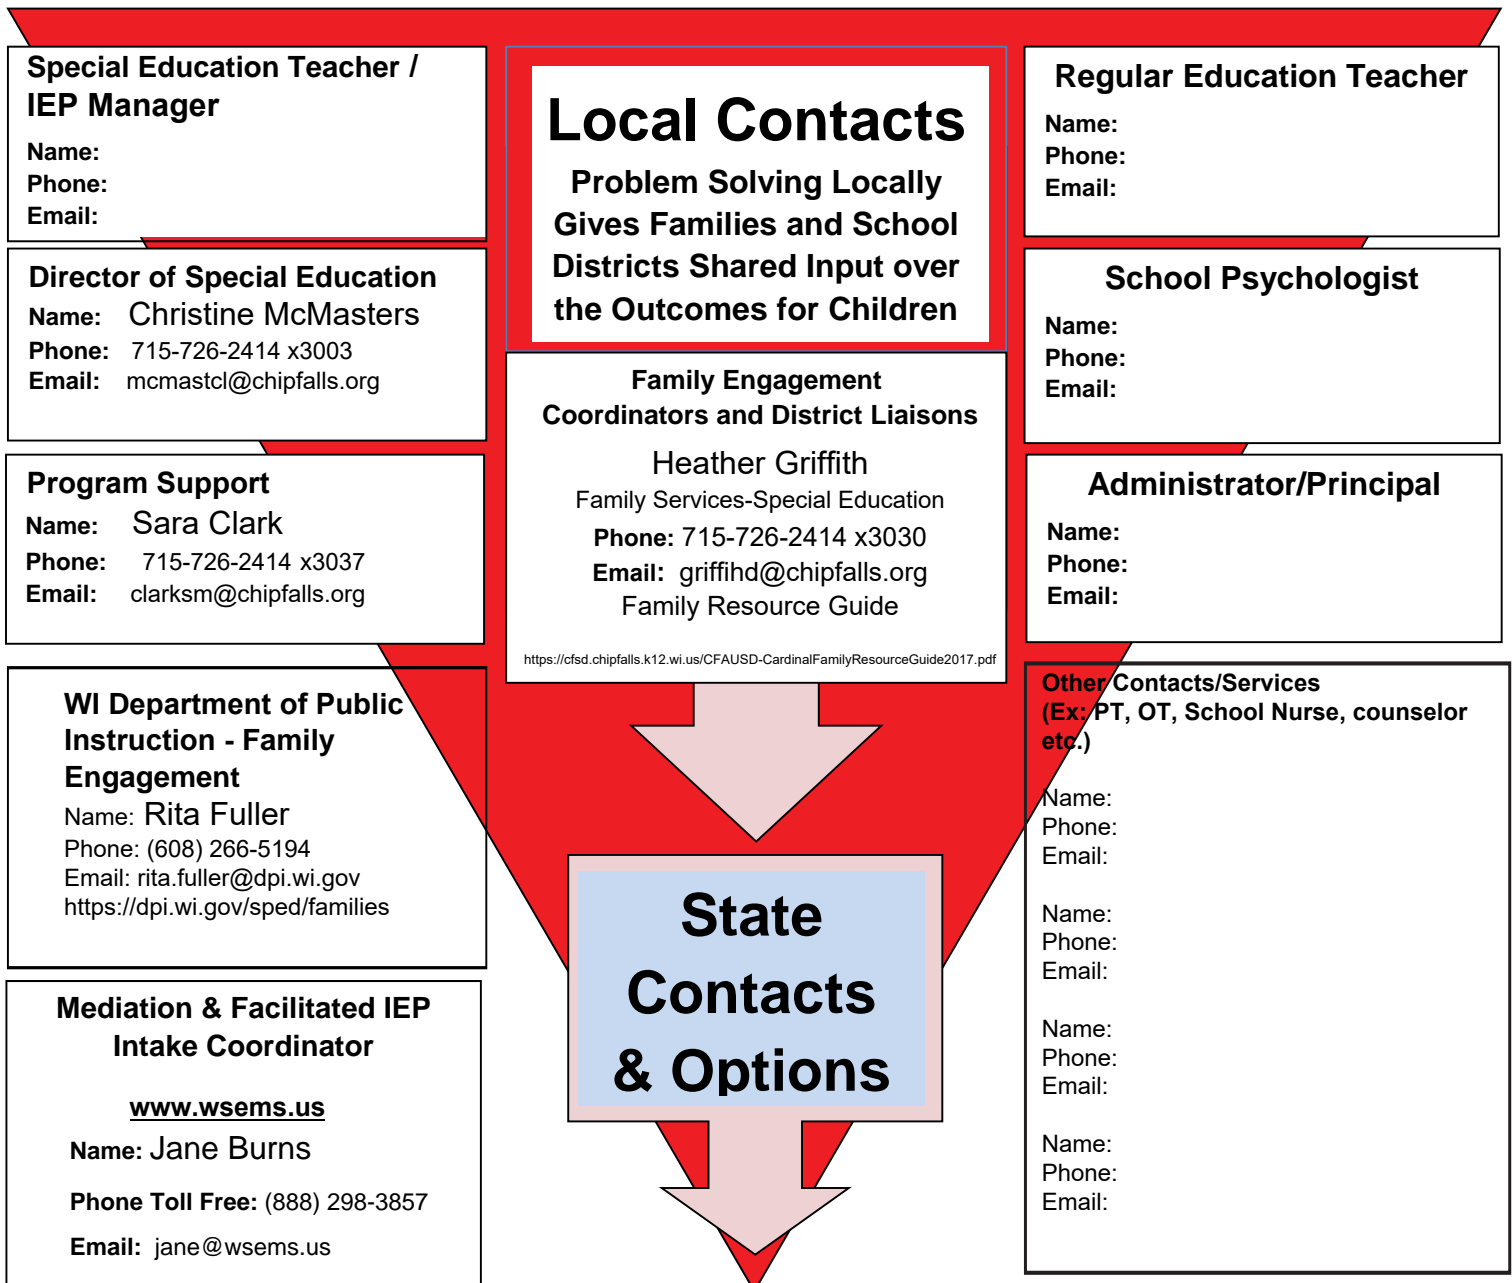 Special Education Teacher /
IEP Manager
Name:
Phone:
Email:
Director of Special Education
Name: Christine McMasters
Phone: 715-726-2414 x3003
Email: mcmastcl@chipfalls.org
Program Support
Name: Sara Clark
Phone: 715-726-2414 x3037
Email: clarksm@chipfalls.org
WI Department of Public
Instruction - Family
Engagement
Name: Rita Fuller
Phone: (608) 266-5194
Email: rita.fuller@dpi.wi.gov
https://dpi.wi.gov/sped/families
Mediation & Facilitated IEP
Intake Coordinator
www.wsems.us
Name: Jane Burns
Phone Toll Free: (888) 298-3857
Email: jane@wsems.us
Local Contacts
Problem Solving Locally
Gives Families and School
Districts Shared Input over
the Outcomes for Children
Family Engagement
Coordinators and District Liaisons
Heather Griffith
Family Services-Special Education
Phone: 715-726-2414 x3030
Email: griffihd@chipfalls.org
Family Resource Guide
https://cfsd.chipfalls.k12.wi.us/CFAUSD-CardinalFamilyResourceGuide2017.pdf
State
Contacts
& Options
Regular Education Teacher
Name:
Phone:
Email:
School Psychologist
Name:
Phone:
Email:
Administrator/Principal
Name:
Phone:
Email:
Other Contacts/Services
(Ex: PT, OT, School Nurse, counselor
etc.)
Name:
Phone:
Email:
Name:
Phone:
Email:
Name:
Phone:
Email:
Name:
Phone:
Email: